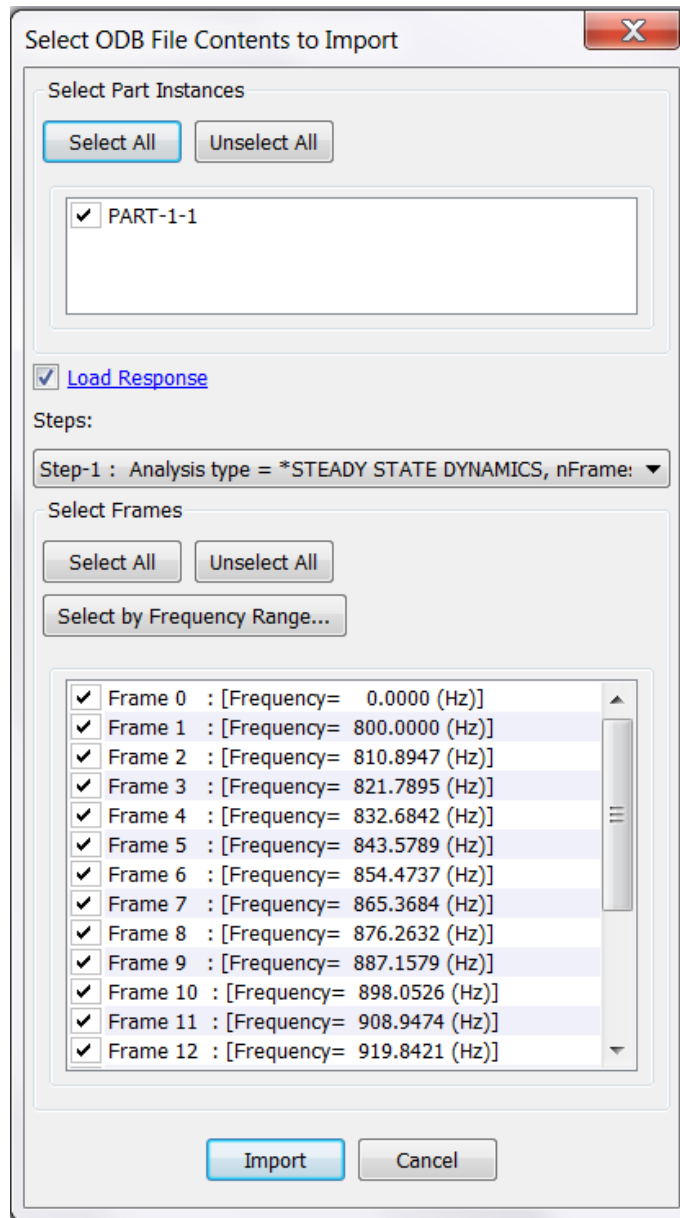 Select ODB File Contents to Import
Select Part Instances
Select All Unselect All
PART-1-1
Load Response
Steps:
Step-1 : Analysis type = *STEADY STATE DYNAMICS, nFrame:
Select Frames
Select All Unselect All
Select by Frequency Range...
Frame 0 : [Frequency= 0.0000 (Hz)]
Frame 1 : [Frequency= 800.0000 (Hz)]
Frame 2 : [Frequency= 810.8947 (Hz)]
Frame 3 : [Frequency= 821.7895 (Hz)]
Frame 4 : [Frequency= 832.6842 (Hz)]
Frame 5 : [Frequency= 843.5789 (Hz)]
Frame 6 : [Frequency= 854.4737 (Hz)]
Frame 7 : [Frequency= 865.3684 (Hz)]
Frame 8 : [Frequency= 876.2632 (Hz)]
Frame 9 : [Frequency= 887.1579 (Hz)]
Frame 10 : [Frequency= 898.0526 (Hz)]
Frame 11 : [Frequency= 908.9474 (Hz)]
Frame 12 : [Frequency= 919.8421 (Hz)]
Import Cancel